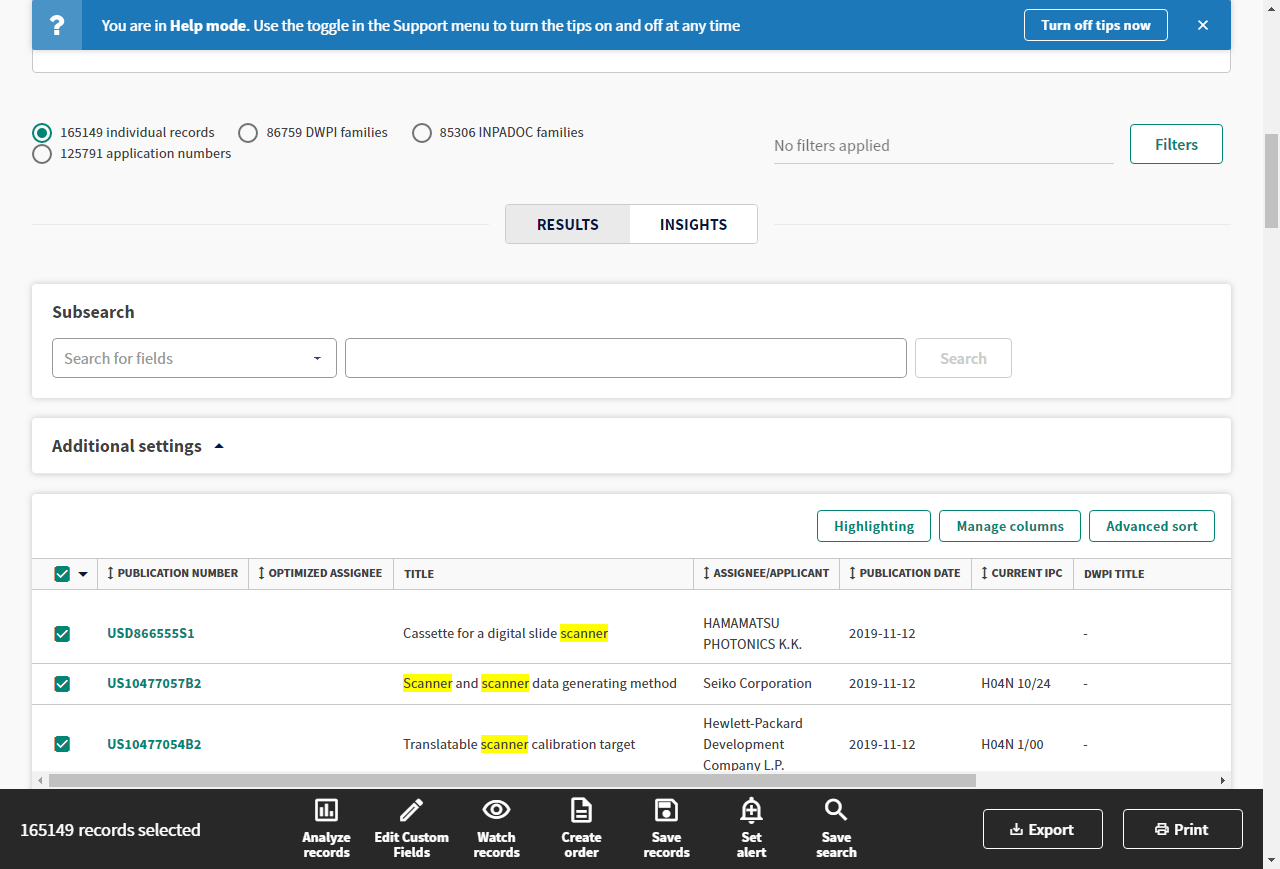 ? You are in Help mode. Use the toggle in the Support menu to turn the tips on and off at any time Turn off tips now ×
165149 individual records 86759 DWPI families 85306 INPADOC families
125791 application numbers
No filters applied Filters
RESULTS INSIGHTS
Subsearch
Search for fields Search
Additional settings
Highlighting Manage columns Advanced sort
PUBLICATION NUMBER OPTIMIZED ASSIGNEE TITLE ASSIGNEE/APPLICANT PUBLICATION DATE CURRENT IPC DWPI TITLE
USD866555S1 Cassette for a digital slide scanner HAMAMATSU PHOTONICS K.K. 2019-11-12 -
US10477057B2 Scanner and scanner data generating method Seiko Corporation 2019-11-12 H04N 10/24 -
US10477054B2 Translatable scanner calibration target Hewlett-Packard Development Company L.P. 2019-11-12 H04N 1/00 -
165149 records selected
Analyze records
Edit Custom Fields
Watch records
Create order
Save records
Set alert
Save search
Export
Print